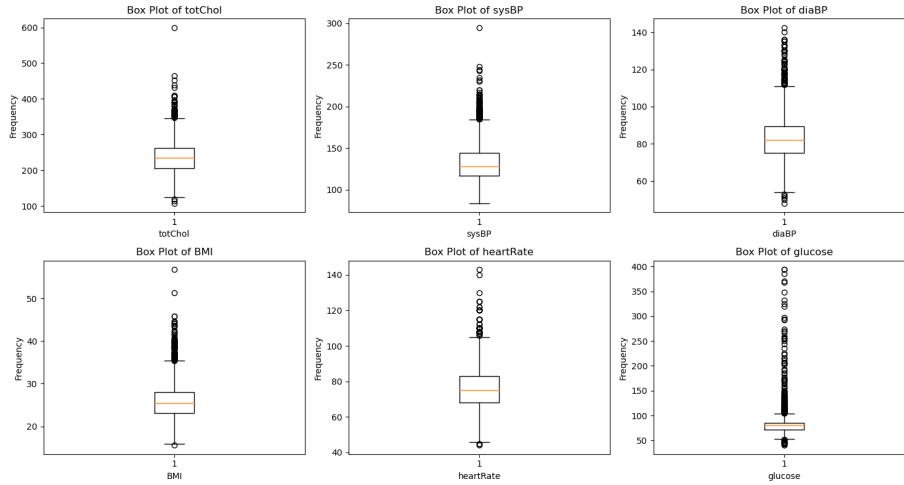 Box Plot of totChol
Frequency
600
500
400
300
200
100
1
totChol
Box Plot of sysBP
Frequency
300
250
200
150
100
1
sysBP
Box Plot of diaBP
Frequency
140
120
100
80
60
1
diaBP
Box Plot of BMI
Frequency
50
40
30
20
1
BMI
Box Plot of heartRate
Frequency
140
120
100
80
60
40
1
heartRate
Box Plot of glucose
Frequency
400
350
300
250
200
150
100
50
1
glucose